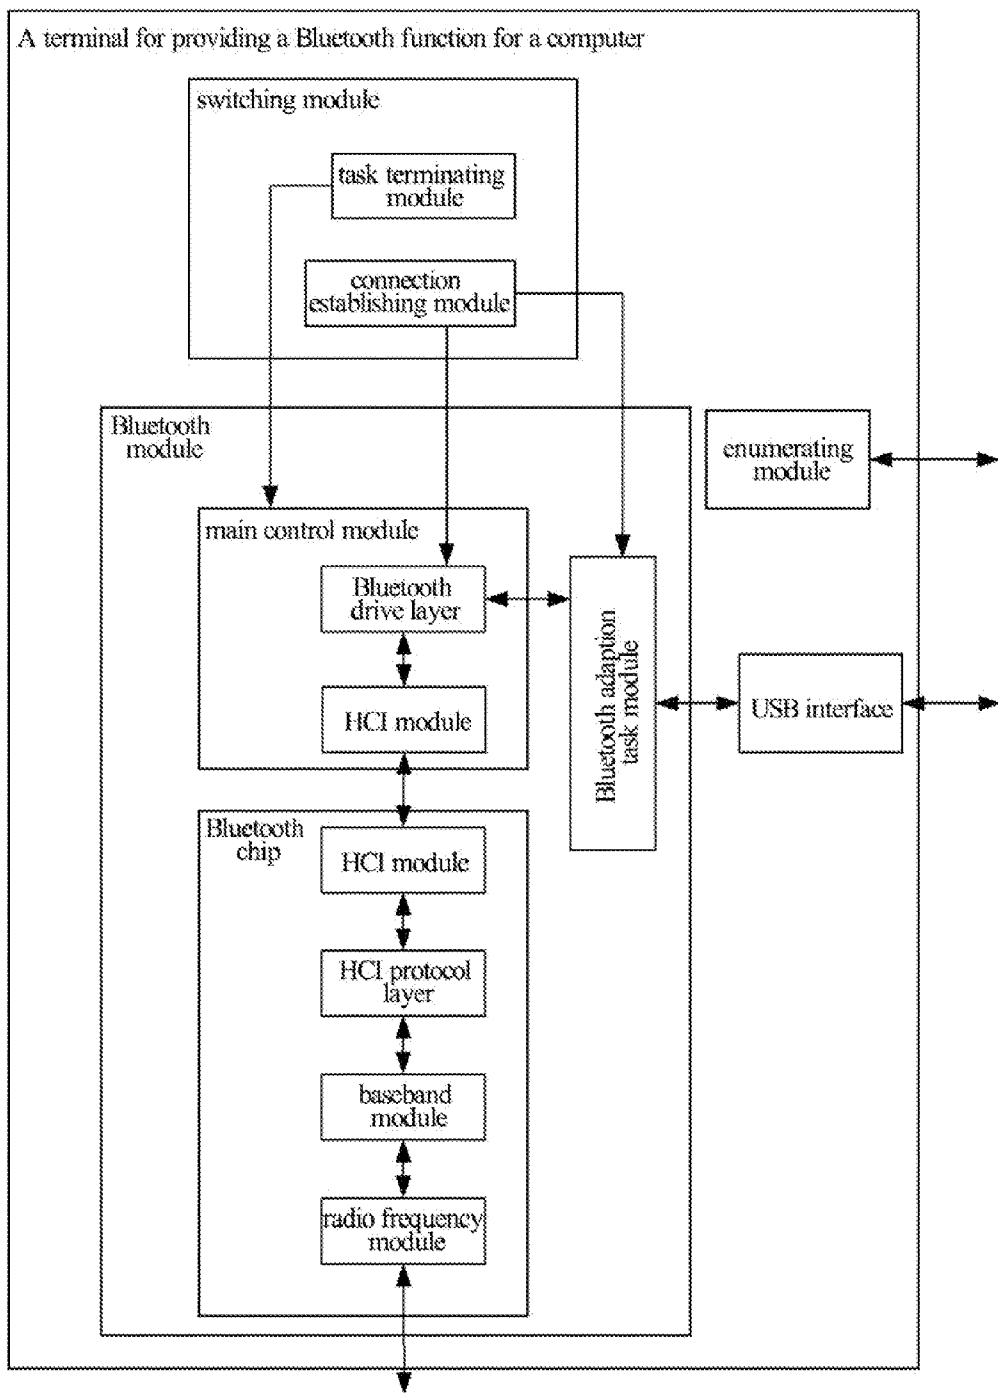 A terminal for providing a Bluetooth function for a computer
switching module
task terminating
module
connection
establishing module
Bluetooth
module
enumerating
module
main control module
Bluetooth
drive layer
Bluetooth adaption
task module
HCI module
USB interface
Bluetooth
chip
HCI module
HCI protocol
layer
baseband
module
radio frequency
module